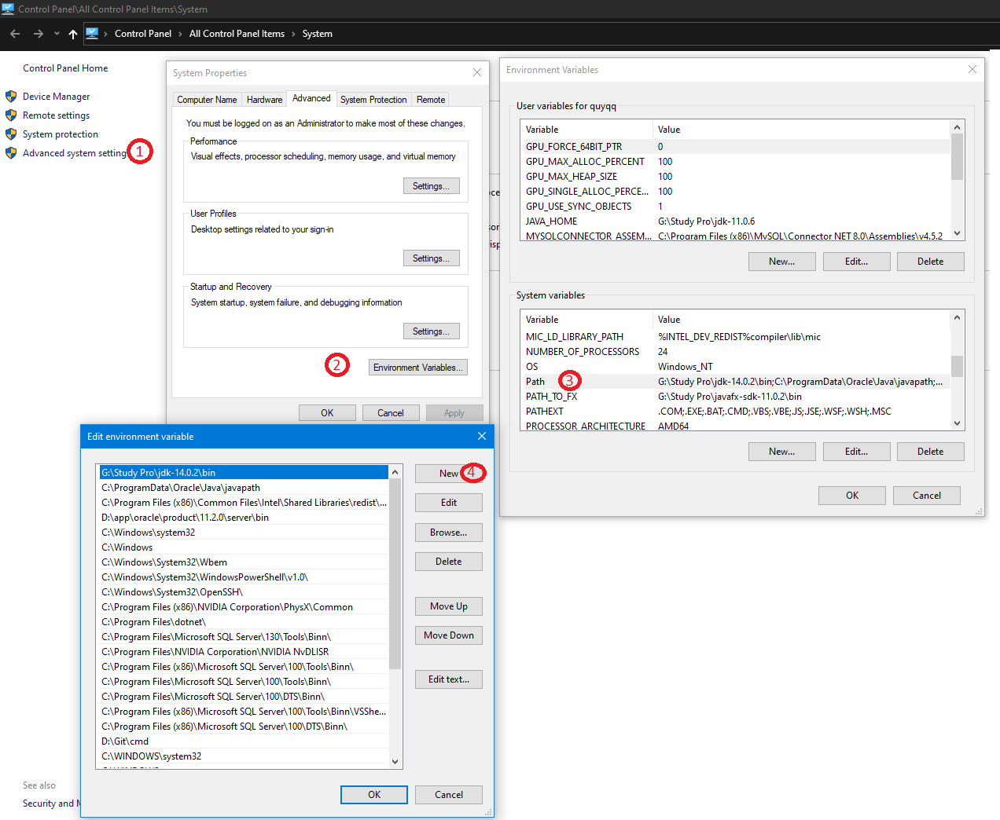 Control Panel\All Control Panel Items\System
Control Panel › All Control Panel Items › System
Control Panel Home
Device Manager
Remote settings
System protection
Advanced system setting
1
See also
Security and M
System Properties
Computer Name Hardware Advanced System Protection Remote
You must be logged on as an Administrator to make most of these changes.
Performance
Visual effects, processor scheduling, memory usage, and virtual memory
Settings...
User Profiles
Desktop settings related to your sign-in
Settings...
Startup and Recovery
System startup, system failure, and debugging information
Settings...
2 Environment Variables...
OK Cancel Apply
Environment Variables
User variables for quyqq
Variable Value
GPU_FORCE_64BIT_PTR 0
GPU_MAX_ALLOC_PERCENT 100
GPU_MAX_HEAP_SIZE 100
GPU_SINGLE_ALLOC_PERCE... 100
GPU_USE_SYNC_OBJECTS 1
JAVA_HOME G:\Study Pro\jdk-11.0.6
MYSQLCONNECTOR_ASSEM... C:\Program Files (x86)\MySQL\Connector NET 8.0\Assemblies\v4.5.2
New... Edit... Delete
System variables
Variable Value
MIC_LD_LIBRARY_PATH %INTEL_DEV_REDIST%compiler\lib\mic
NUMBER_OF_PROCESSORS 24
OS Windows_NT
Path 3 G:\Study Pro\jdk-14.0.2\bin;C:\ProgramData\Oracle\Java\javapath;...
PATH_TO_FX G:\Study Pro\javafx-sdk-11.0.2\bin
PATHEXT .COM;.EXE;.BAT;.CMD;.VBS;.VBE;.JS;.JSE;.WSF;.WSH;.MSC
PROCESSOR_ARCHITECTURE AMD64
New... Edit... Delete
OK Cancel
Edit environment variable
G:\Study Pro\jdk-14.0.2\bin
C:\ProgramData\Oracle\Java\javapath
C:\Program Files (x86)\Common Files\Intel\Shared Libraries\redist\...
D:\app\oracle\product\11.2.0\server\bin
C:\Windows\system32
C:\Windows
C:\Windows\System32\Wbem
C:\Windows\System32\WindowsPowerShell\v1.0\
C:\Windows\System32\OpenSSH\
C:\Program Files (x86)\NVIDIA Corporation\PhysX\Common
C:\Program Files\dotnet\
C:\Program Files\Microsoft SQL Server\130\Tools\Binn\
C:\Program Files\NVIDIA Corporation\NVIDIA NvDLISR
C:\Program Files (x86)\Microsoft SQL Server\100\Tools\Binn\
C:\Program Files\Microsoft SQL Server\100\Tools\Binn\
C:\Program Files\Microsoft SQL Server\100\DTS\Binn\
C:\Program Files (x86)\Microsoft SQL Server\100\Tools\Binn\VSShe...
C:\Program Files (x86)\Microsoft SQL Server\100\DTS\Binn\
D:\Git\cmd
C:\WINDOWS\system32
New 4
Edit
Browse...
Delete
Move Up
Move Down
Edit text...
OK Cancel